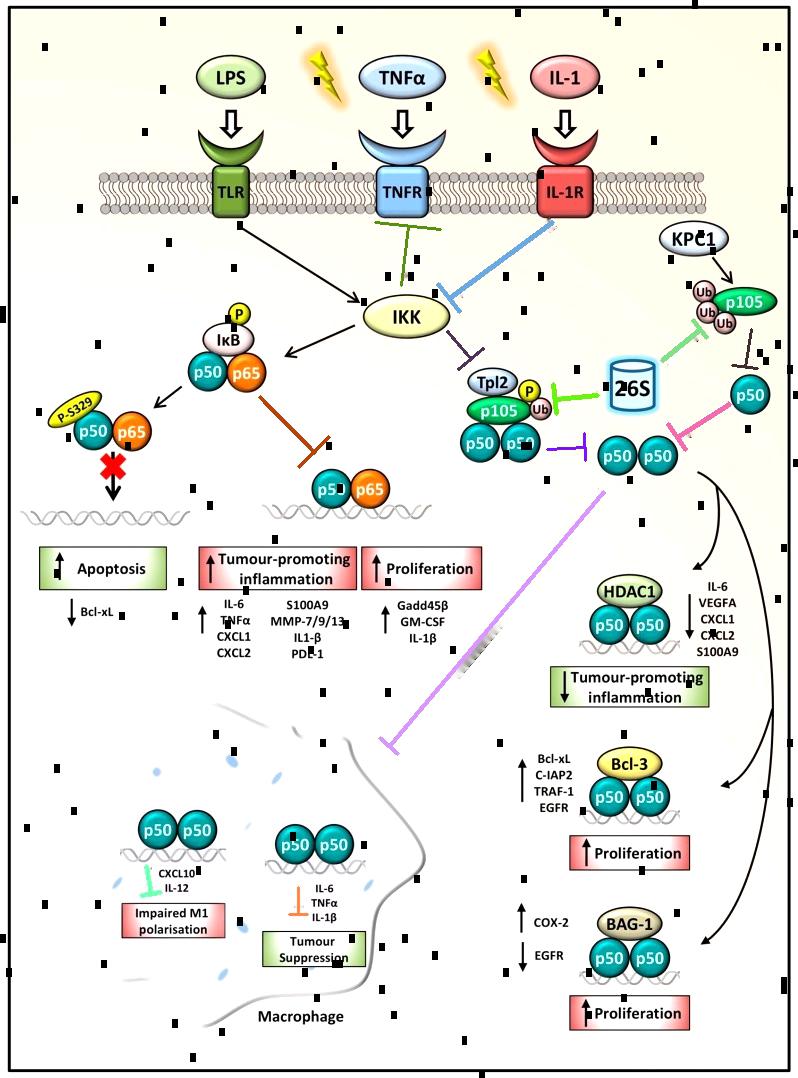 LPS
TNFα
IL-1
TLR
TNFR
IL-1R
KPC1
Ub
Ub
Ub
p105
IKK
P
IκB
p50 p65
Tpl2
P
p105
Ub
p50 p50
26S
p50
P-S329
p50 p65
p50 p50
p50 p65
Apoptosis
Bcl-xL
Tumour-promoting
inflammation
Proliferation
IL-6
TNFα
CXCL1
CXCL2
S100A9
MMP-7/9/13
IL1-β
PDL-1
Gadd45β
GM-CSF
IL-1β
HDAC1
p50 p50
IL-6
VEGFA
CXCL1
CXCL2
S100A9
Tumour-promoting
inflammation
Bcl-xL
C-IAP2
TRAF-1
EGFR
Bcl-3
p50 p50
Proliferation
p50 p50
CXCL10
IL-12
Impaired M1
polarisation
p50 p50
IL-6
TNFα
IL-1β
Tumour
Suppression
Macrophage
COX-2
EGFR
BAG-1
p50 p50
Proliferation